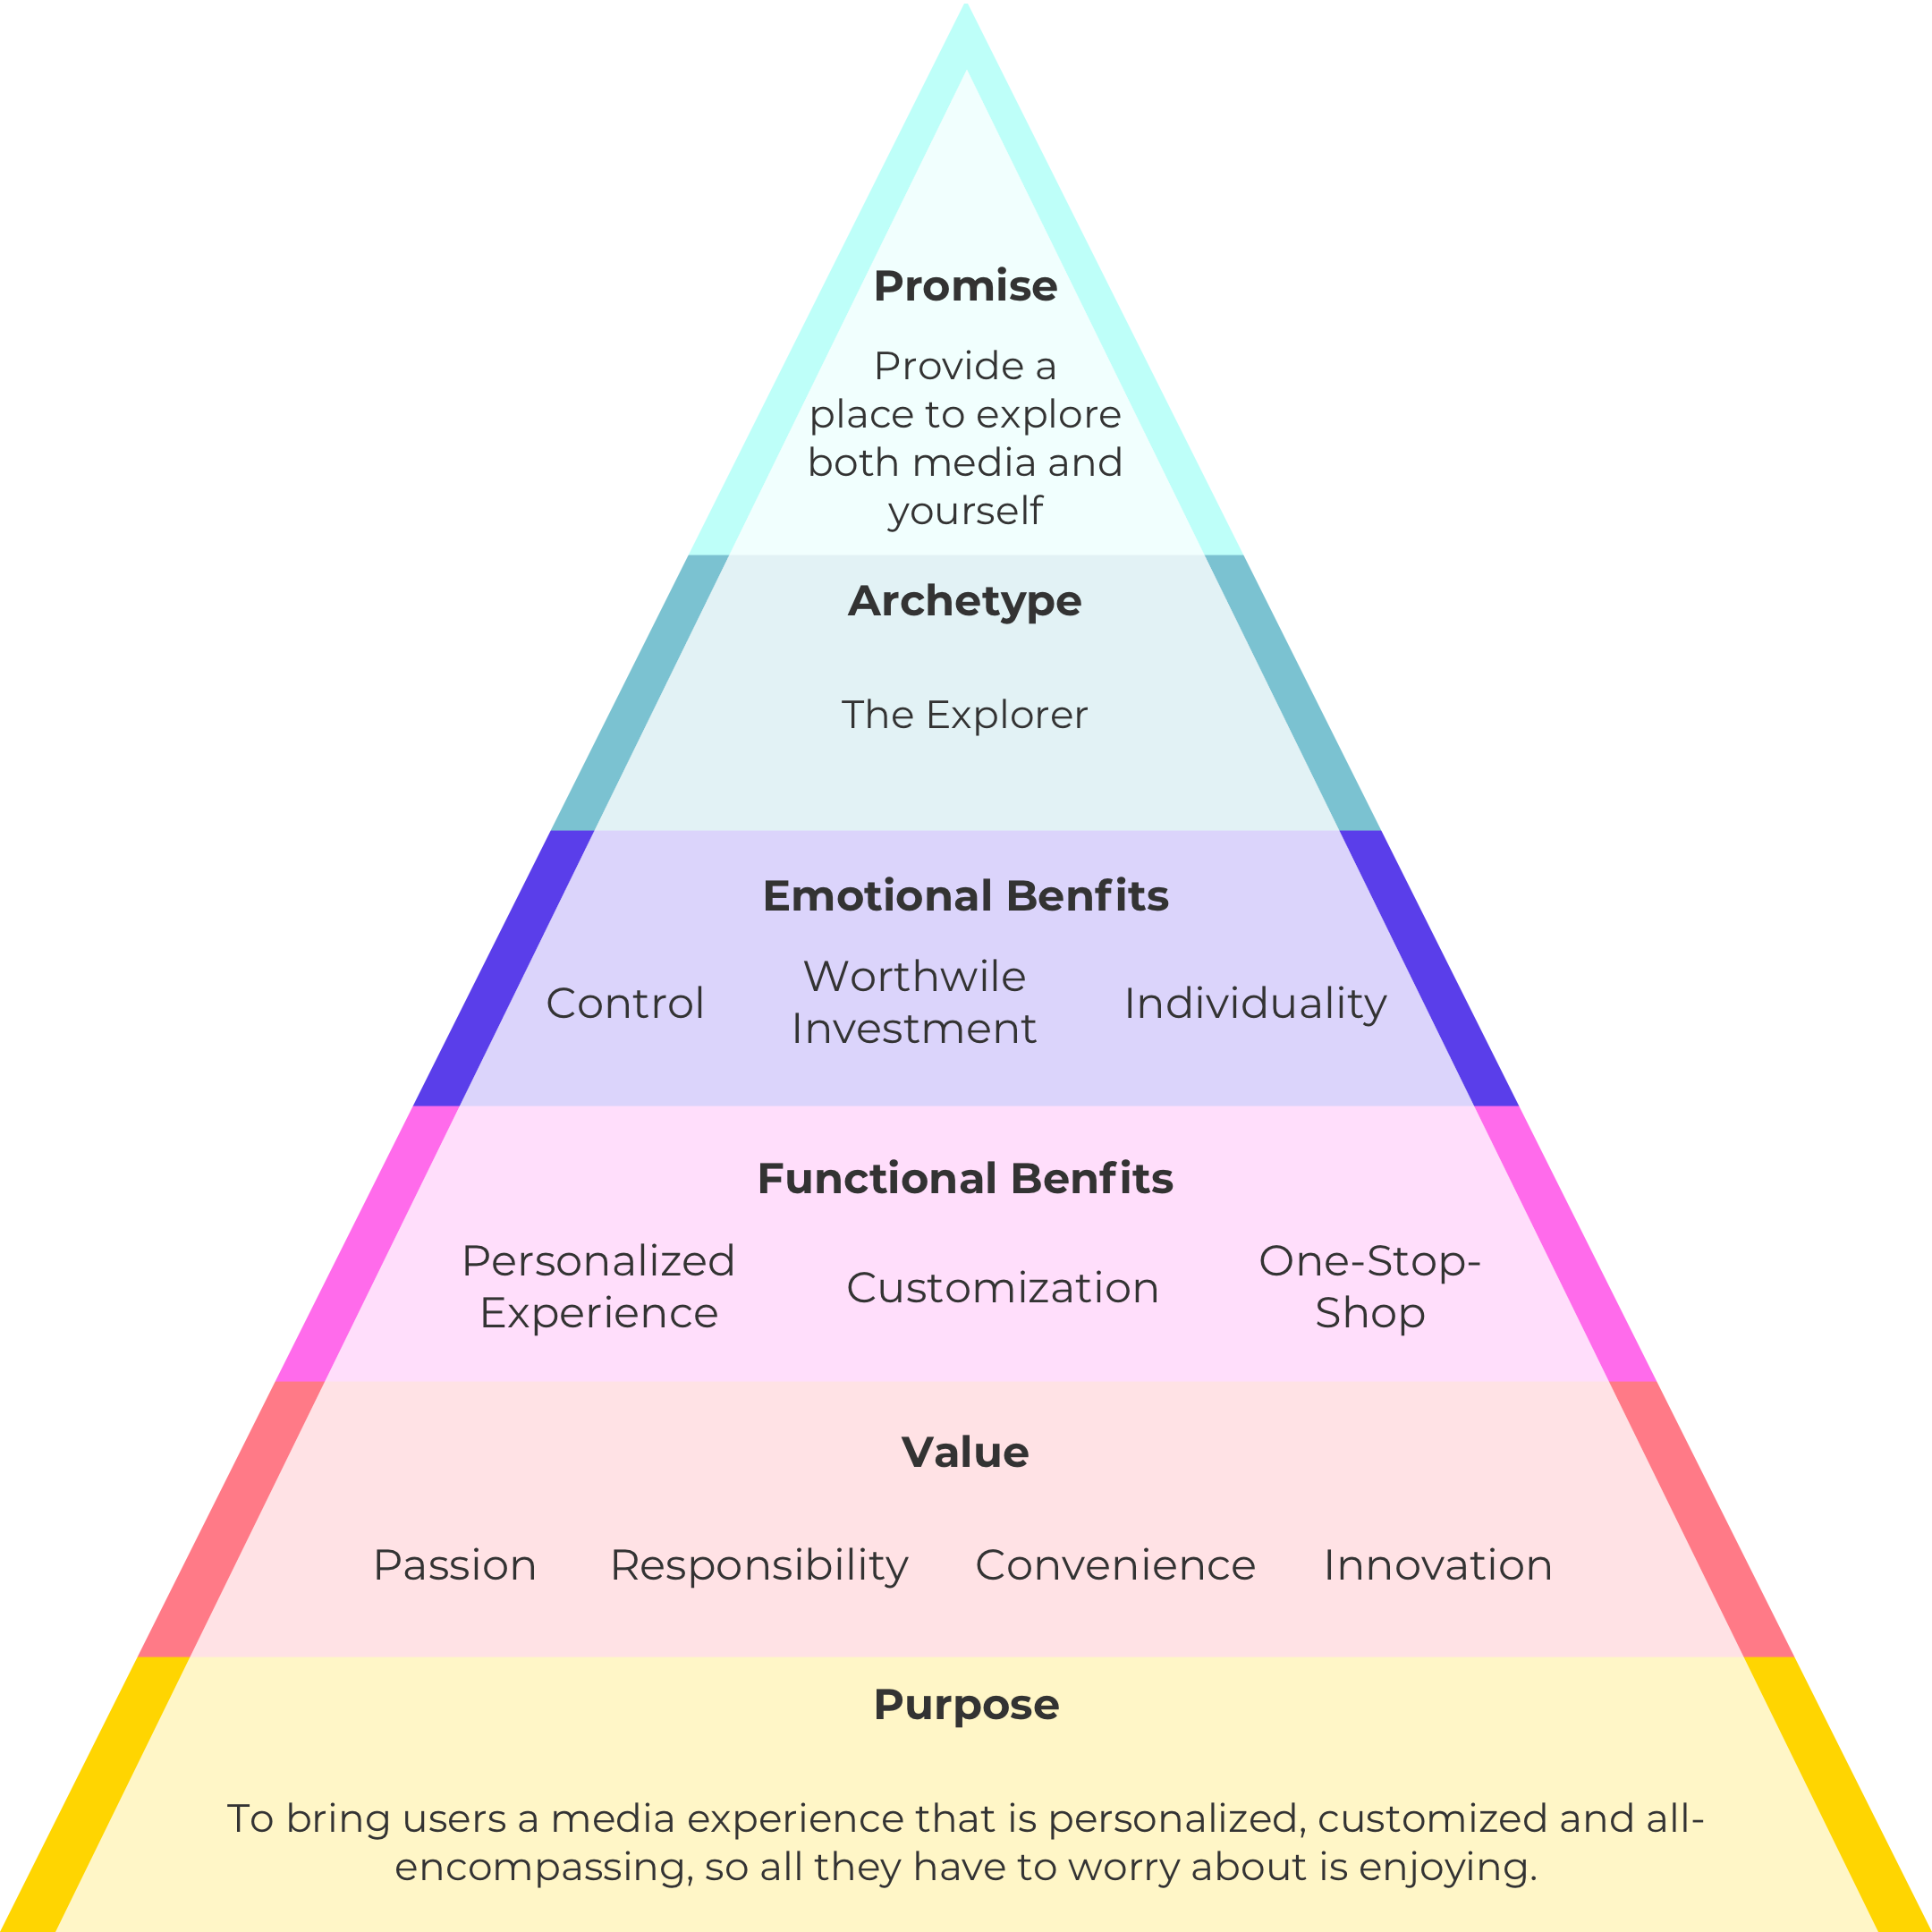 Promise
Provide a
place to explore
both media and
yourself
Archetype
The Explorer
Emotional Benfits
Control
Worthwile
Investment
Individuality
Functional Benfits
Personalized
Experience
Customization
One-Stop-
Shop
Value
Passion Responsibility Convenience Innovation
Purpose
To bring users a media experience that is personalized, customized and all-
encompassing, so all they have to worry about is enjoying.